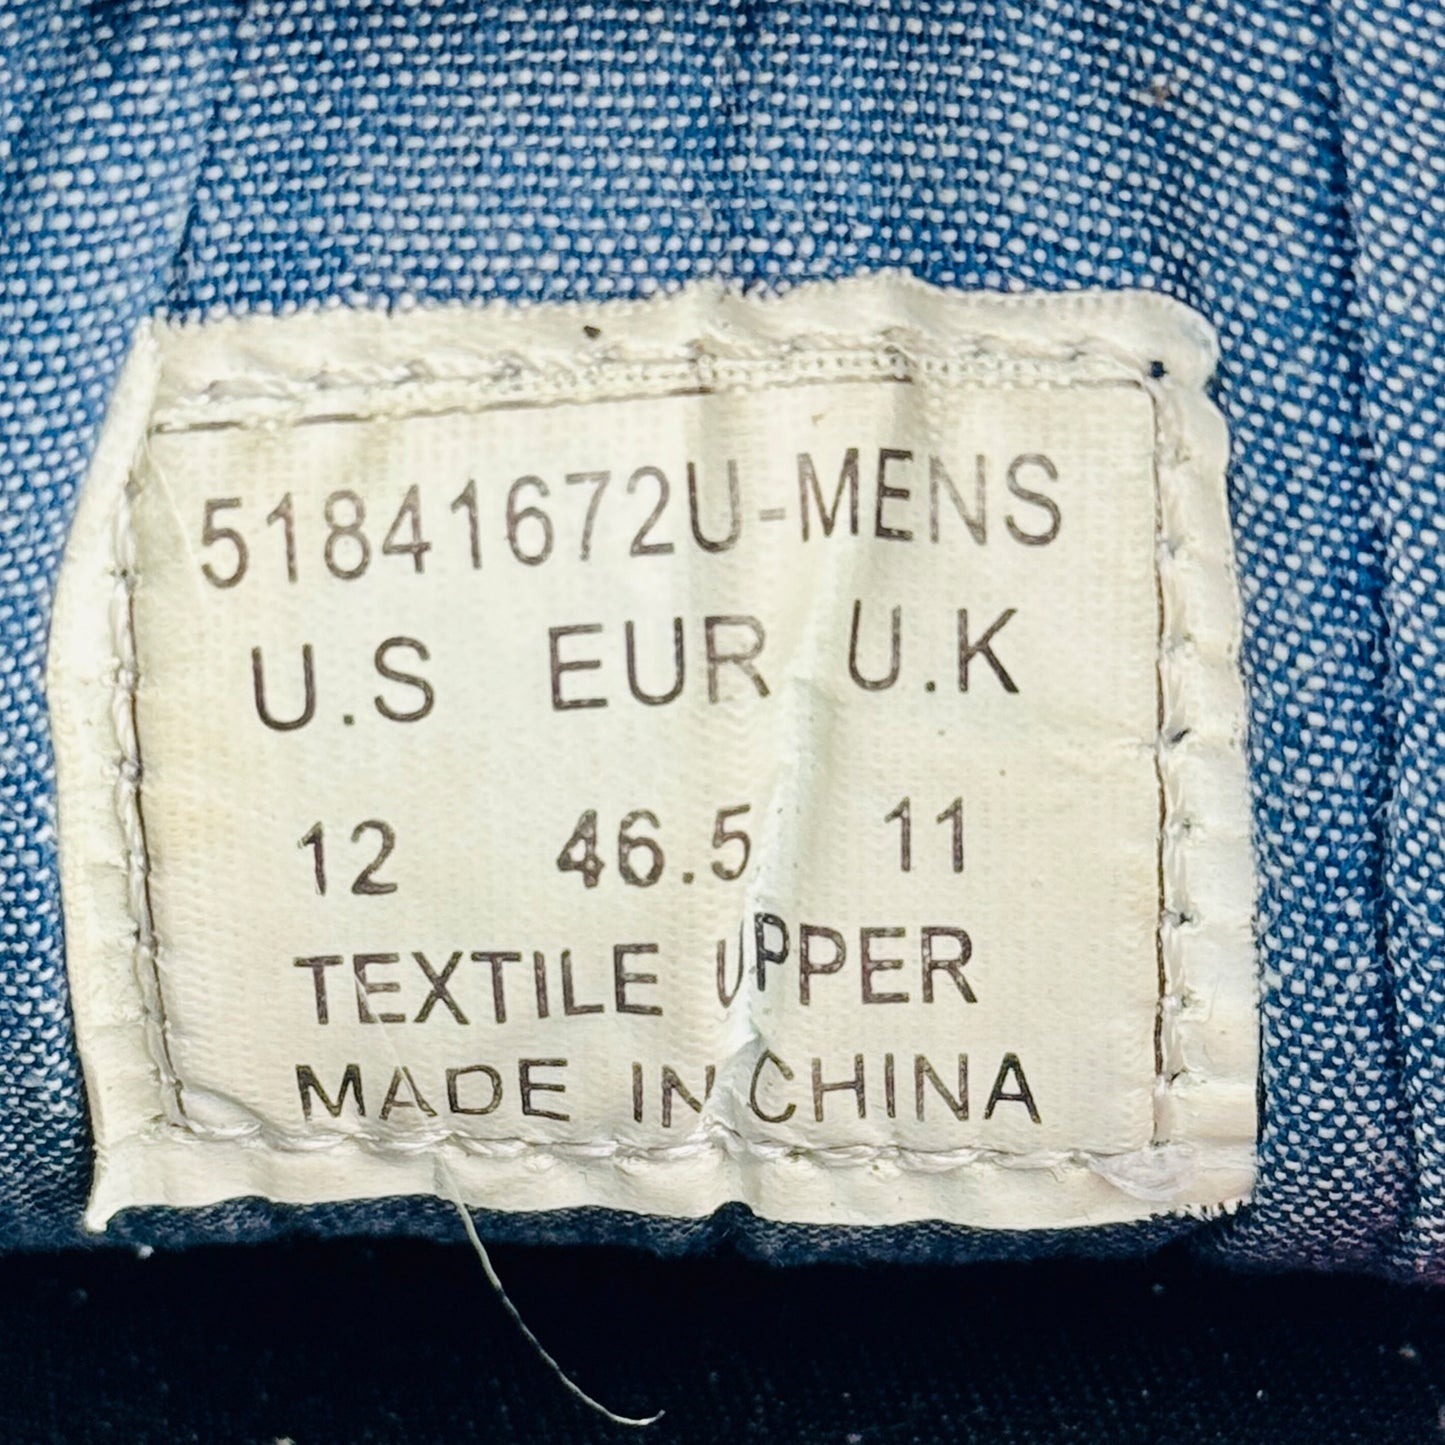 51841672U-MENS
U.S EUR U.K
12 46.5 11
TEXTILE UPPER
MADE IN CHINA